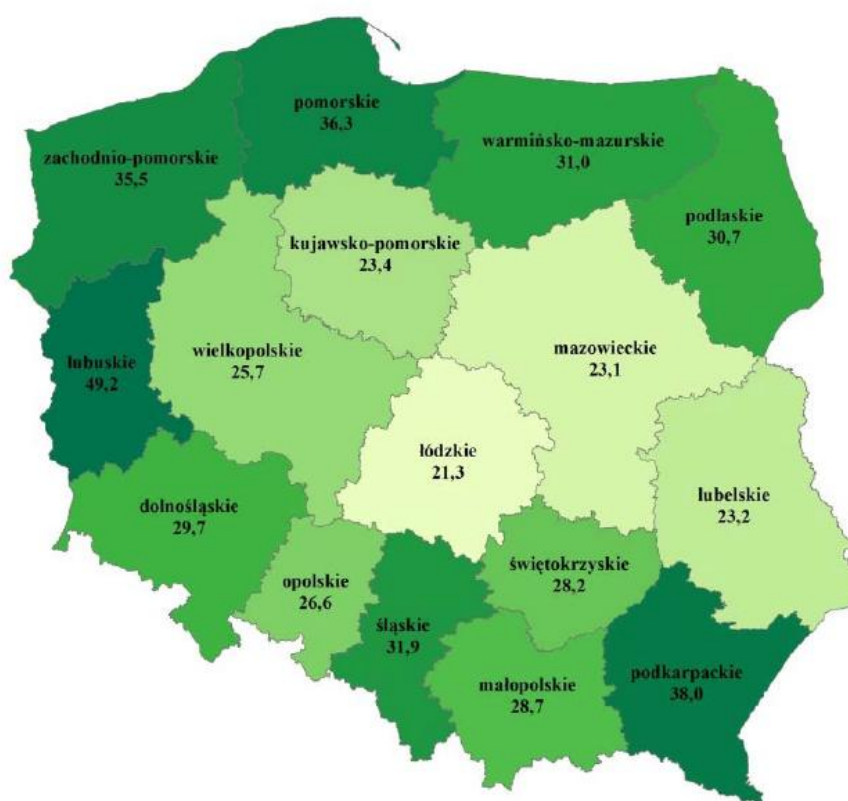 pomorskie
36,3
warmińsko-mazurskie
31,0
zachodnio-pomorskie
35,5
podlaskie
30,7
kujawsko-pomorskie
23,4
mazowieckie
23,1
wielkopolskie
25,7
lubuskie
49,2
łódzkie
21,3
lubelskie
23,2
dolnośląskie
29,7
świętokrzyskie
28,2
opolskie
26,6
śląskie
31,9
małopolskie
28,7
podkarpackie
38,0